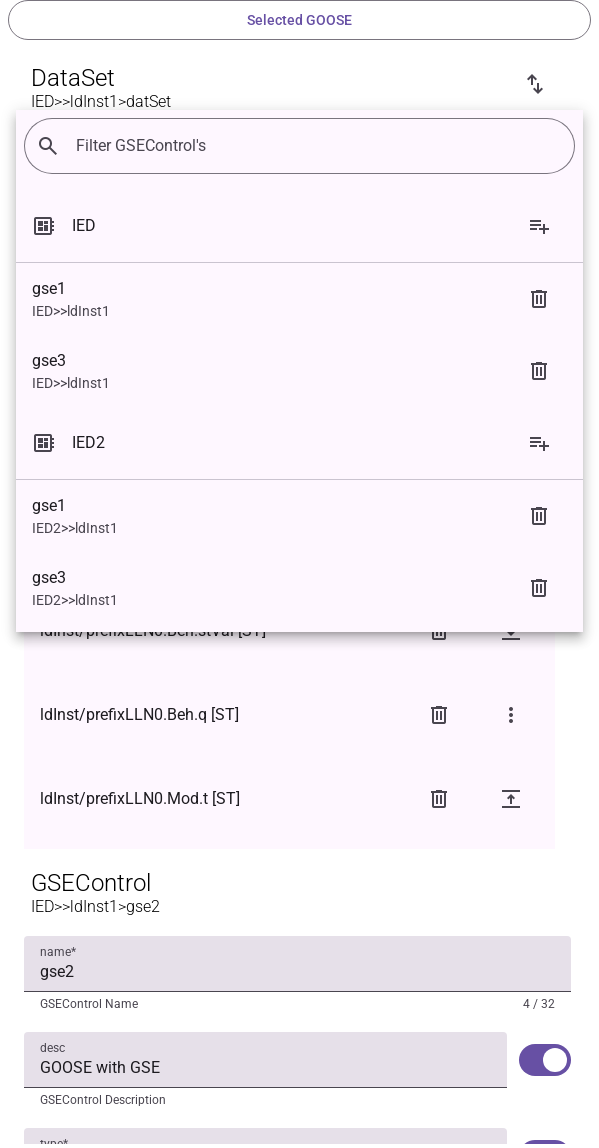 Selected GOOSE
DataSet
IED>>ldInst1>datSet
Filter GSEControl's
IED
gse1
IED>>ldInst1
gse3
IED>>ldInst1
IED2
gse1
IED2>>ldInst1
gse3
IED2>>ldInst1
ldInst/prefixLLN0.Beh.stVal [ST]
ldInst/prefixLLN0.Beh.q [ST]
ldInst/prefixLLN0.Mod.t [ST]
GSEControl
IED>>ldInst1>gse2
name*
gse2
GSEControl Name 4 / 32
desc
GOOSE with GSE
GSEControl Description
type*